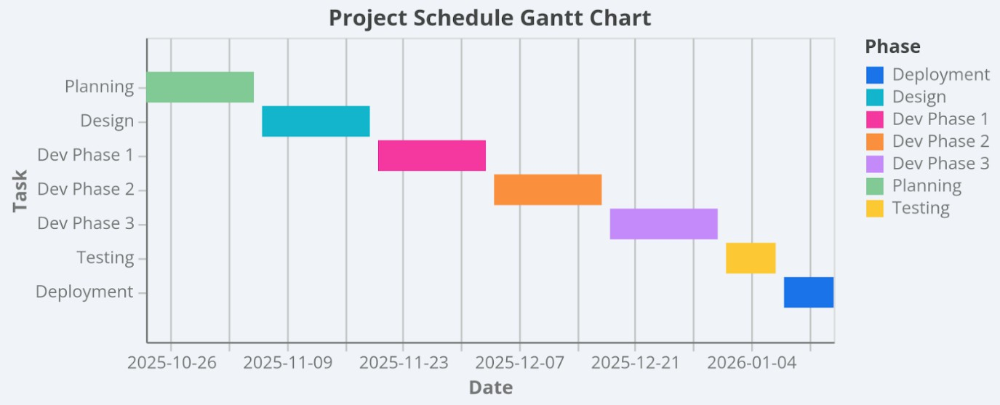 Project Schedule Gantt Chart
Task
Planning
Design
Dev Phase 1
Dev Phase 2
Dev Phase 3
Testing
Deployment
2025-10-26 2025-11-09 2025-11-23 2025-12-07 2025-12-21 2026-01-04
Date
Phase
Deployment
Design
Dev Phase 1
Dev Phase 2
Dev Phase 3
Planning
Testing